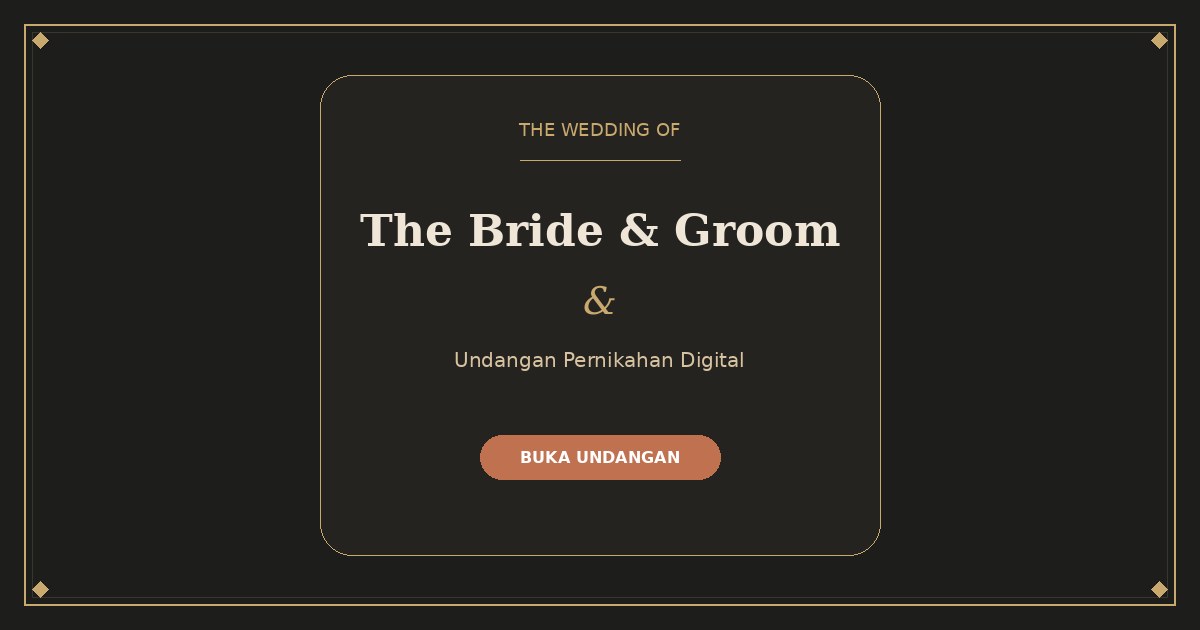 THE WEDDING OF
The Bride & Groom
&
Undangan Pernikahan Digital
BUKA UNDANGAN